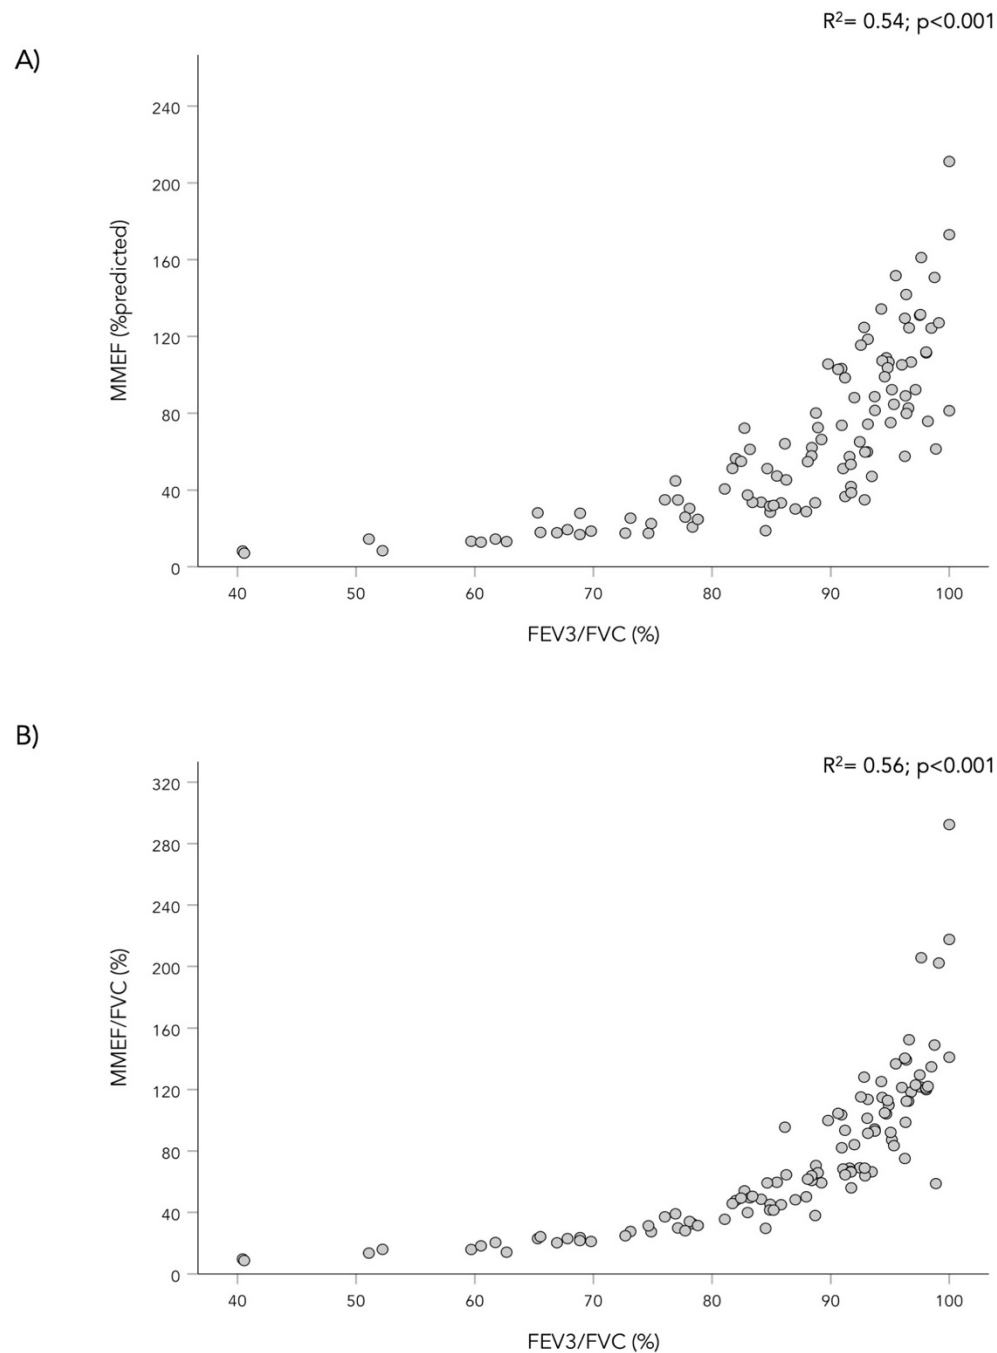 R²= 0.54; p<0.001
A)
240
200
160
120
80
40
0
MMEF (%predicted)
40 50 60 70 80 90 100
FEV3/FVC (%)
B)
R²= 0.56; p<0.001
320
280
240
200
160
120
80
40
0
MMEF/FVC (%)
40 50 60 70 80 90 100
FEV3/FVC (%)